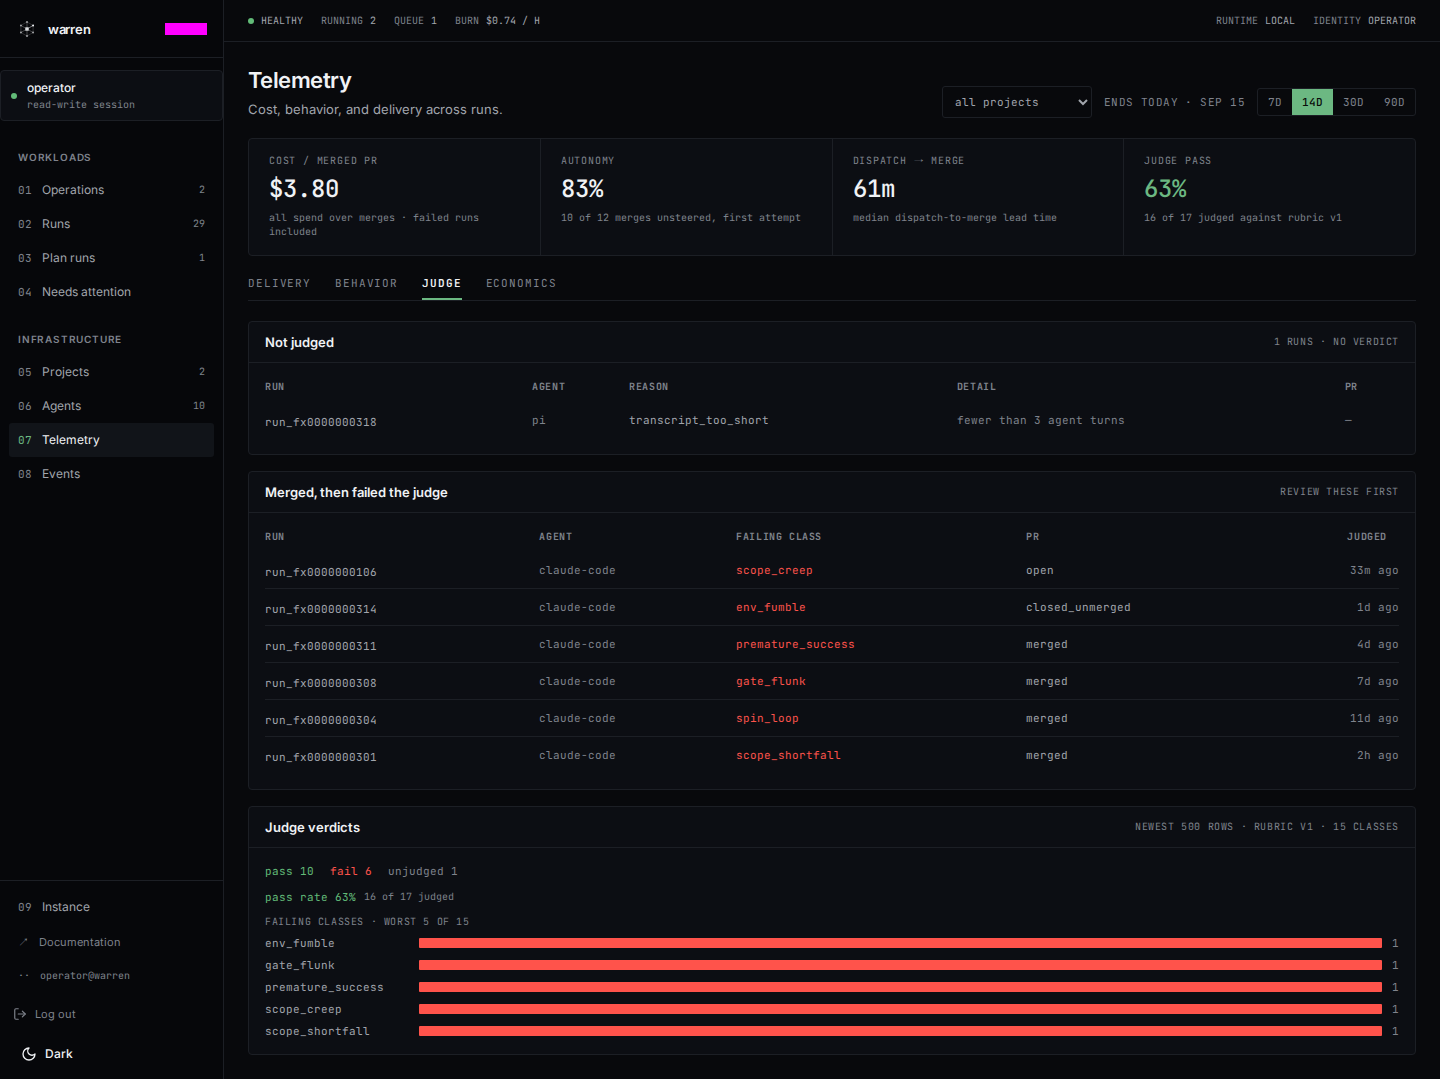 warren
HEALTHY RUNNING 2 QUEUE 1 BURN $0.74 / H
RUNTIME LOCAL IDENTITY OPERATOR
operator
read-write session
WORKLOADS
01 Operations 2
02 Runs 29
03 Plan runs 1
04 Needs attention
INFRASTRUCTURE
05 Projects 2
06 Agents 10
07 Telemetry
08 Events
09 Instance
↗ Documentation
·· operator@warren
Log out
Dark
Telemetry
Cost, behavior, and delivery across runs.
all projects
ENDS TODAY · SEP 15
7D 14D 30D 90D
COST / MERGED PR
$3.80
all spend over merges · failed runs
included
AUTONOMY
83%
10 of 12 merges unsteered, first attempt
DISPATCH → MERGE
61m
median dispatch-to-merge lead time
JUDGE PASS
63%
16 of 17 judged against rubric v1
DELIVERY BEHAVIOR JUDGE ECONOMICS
Not judged
1 RUNS · NO VERDICT
RUN AGENT REASON DETAIL PR
run_fx0000000318 pi transcript_too_short fewer than 3 agent turns —
Merged, then failed the judge
REVIEW THESE FIRST
RUN AGENT FAILING CLASS PR JUDGED
run_fx0000000106 claude-code scope_creep open 33m ago
run_fx0000000314 claude-code env_fumble closed_unmerged 1d ago
run_fx0000000311 claude-code premature_success merged 4d ago
run_fx0000000308 claude-code gate_flunk merged 7d ago
run_fx0000000304 claude-code spin_loop merged 11d ago
run_fx0000000301 claude-code scope_shortfall merged 2h ago
Judge verdicts
NEWEST 500 ROWS · RUBRIC V1 · 15 CLASSES
pass 10 fail 6 unjudged 1
pass rate 63% 16 of 17 judged
FAILING CLASSES · WORST 5 OF 15
env_fumble 1
gate_flunk 1
premature_success 1
scope_creep 1
scope_shortfall 1